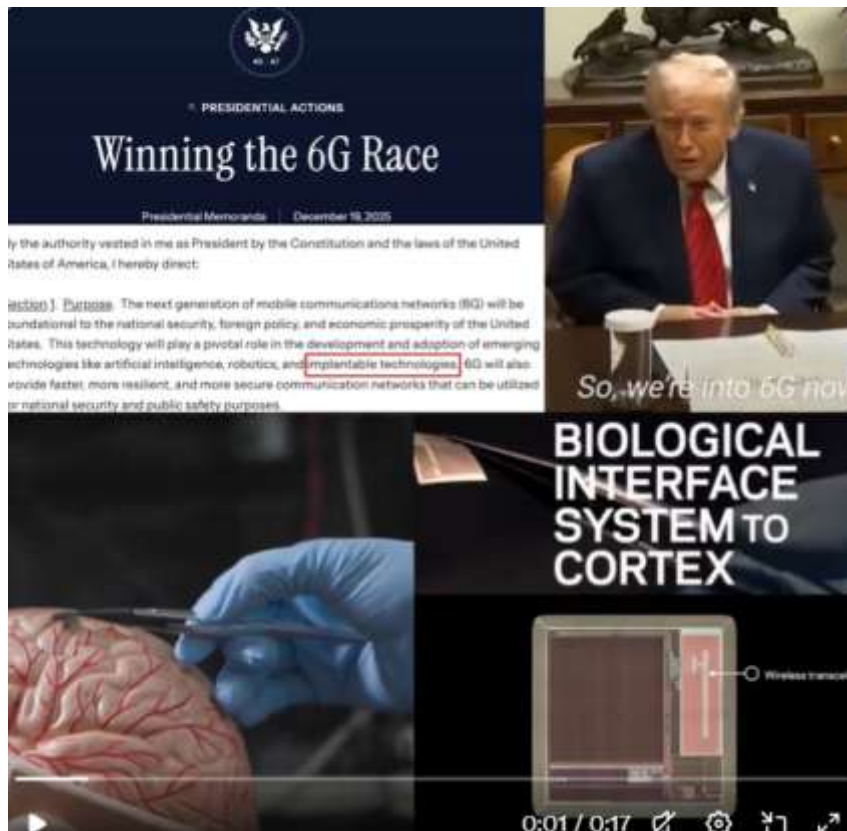 45 47
PRESIDENTIAL ACTIONS
Winning the 6G Race
Presidential Memoranda December 19, 2025
y the authority vested in me as President by the Constitution and the laws of the United
tates of America, I hereby direct:
ection 1. Purpose. The next generation of mobile communications networks (6G) will be
oundational to the national security, foreign policy, and economic prosperity of the United
tates. This technology will play a pivotal role in the development and adoption of emerging
echnologies like artificial intelligence, robotics, and implantable technologies. 6G will also
rovide faster, more resilient, and more secure communication networks that can be utilized
or national security and public safety purposes.
So, we're into 6G now
BIOLOGICAL
INTERFACE
SYSTEM TO
CORTEX
Wireless transcei
0:01 / 0:17